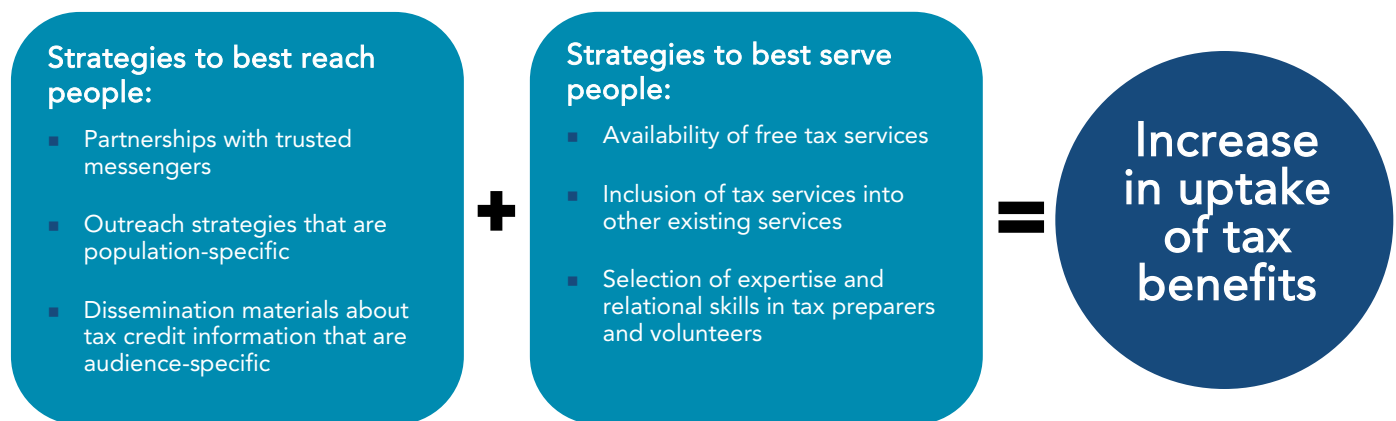 Strategies to best reach
people:
▪ Partnerships with trusted
messengers
▪ Outreach strategies that are
population-specific
▪ Dissemination materials about
tax credit information that are
audience-specific
+
Strategies to best serve
people:
▪ Availability of free tax services
▪ Inclusion of tax services into
other existing services
▪ Selection of expertise and
relational skills in tax preparers
and volunteers
=
Increase
in uptake
of tax
benefits